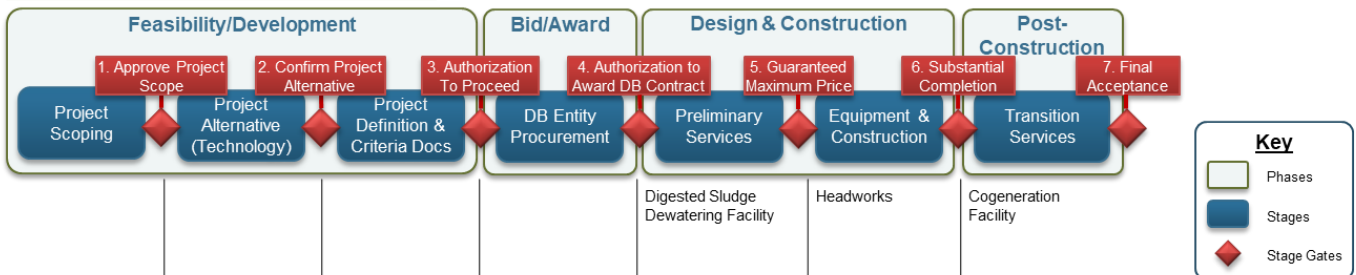 Feasibility/Development
Bid/Award
Design & Construction
Post-
Construction
1. Approve Project
Scope
2. Confirm Project
Alternative
3. Authorization
To Proceed
4. Authorization to
Award DB Contract
5. Guaranteed
Maximum Price
6. Substantial
Completion
7. Final
Acceptance
Project
Scoping
Project
Alternative
(Technology)
Project
Definition &
Criteria Docs
DB Entity
Procurement
Preliminary
Services
Equipment &
Construction
Transition
Services
Digested Sludge
Dewatering Facility
Headworks
Cogeneration
Facility
Key
Phases
Stages
Stage Gates